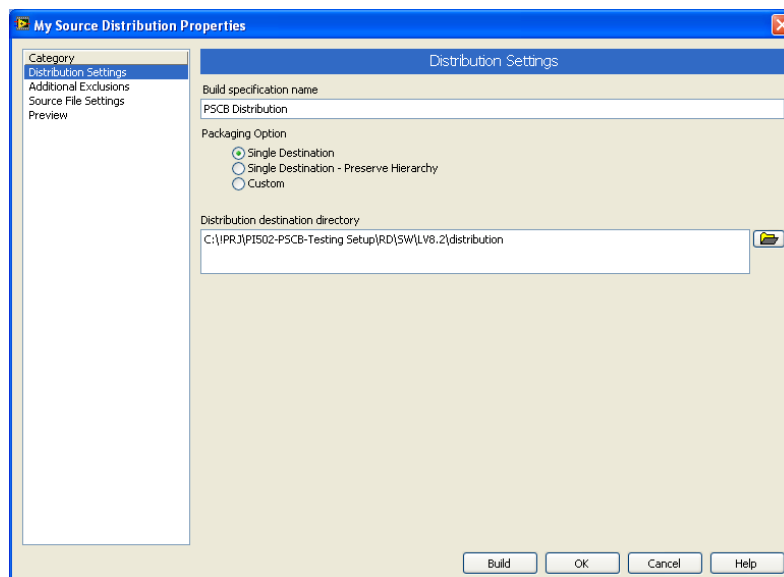 My Source Distribution Properties
Category
Distribution Settings
Additional Exclusions
Source File Settings
Preview
Distribution Settings
Build specification name
PSCB Distribution
Packaging Option
Single Destination
Single Destination - Preserve Hierarchy
Custom
Distribution destination directory
C:\!PRJ\PI502-PSCB-Testing Setup\RD\SW\LV8.2\distribution
Build
OK
Cancel
Help